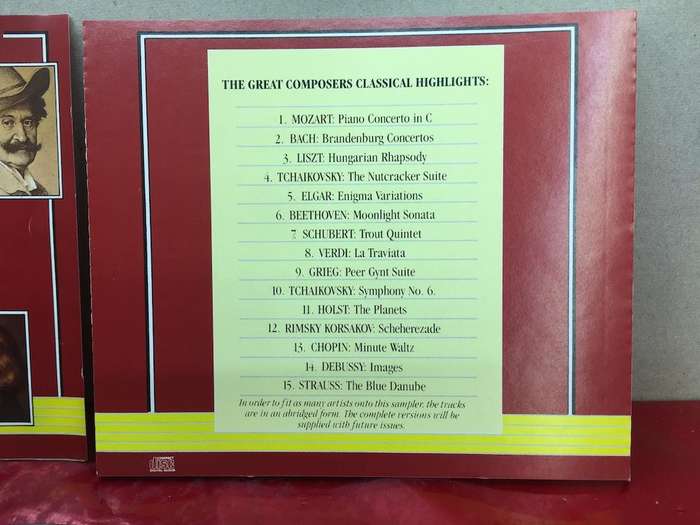 THE GREAT COMPOSERS CLASSICAL HIGHLIGHTS:
1. MOZART: Piano Concerto in C
2. BACH: Brandenburg Concertos
3. LISZT: Hungarian Rhapsody
4. TCHAIKOVSKY: The Nutcracker Suite
5. ELGAR: Enigma Variations
6. BEETHOVEN: Moonlight Sonata
7. SCHUBERT: Trout Quintet
8. VERDI: La Traviata
9. GRIEG: Peer Gynt Suite
10. TCHAIKOVSKY: Symphony No. 6.
11. HOLST: The Planets
12. RIMSKY KORSAKOV: Scheherezade
13. CHOPIN: Minute Waltz
14. DEBUSSY: Images
15. STRAUSS: The Blue Danube
In order to fit as many artists onto this sampler, the tracks
are in an abridged form. The complete versions will be
supplied with future issues.
COMPACT
disc
DIGITAL AUDIO